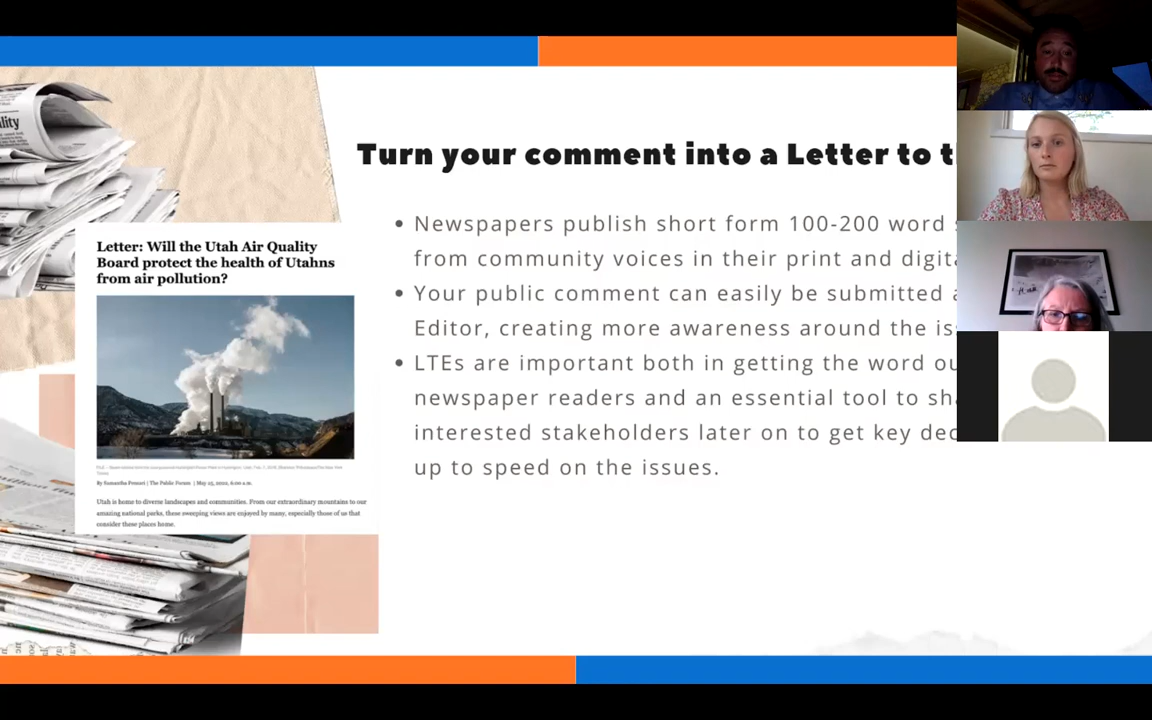 Turn your comment into a Letter to t
Newspapers publish short form 100-200 word s
from community voices in their print and digita
Your public comment can easily be submitted a
Editor, creating more awareness around the is
LTEs are important both in getting the word ou
newspaper readers and an essential tool to sha
interested stakeholders later on to get key dec
up to speed on the issues.
lity
Letter: Will the Utah Air Quality
Board protect the health of Utahns
from air pollution?
By Samantha | The Public Forum | May 25, 2022, 6:00 a.m.
Utah is home to diverse landscapes and communities. From our extraordinary mountains to our
amazing national parks, these sweeping views are enjoyed by many, especially those of us that
consider these places home.